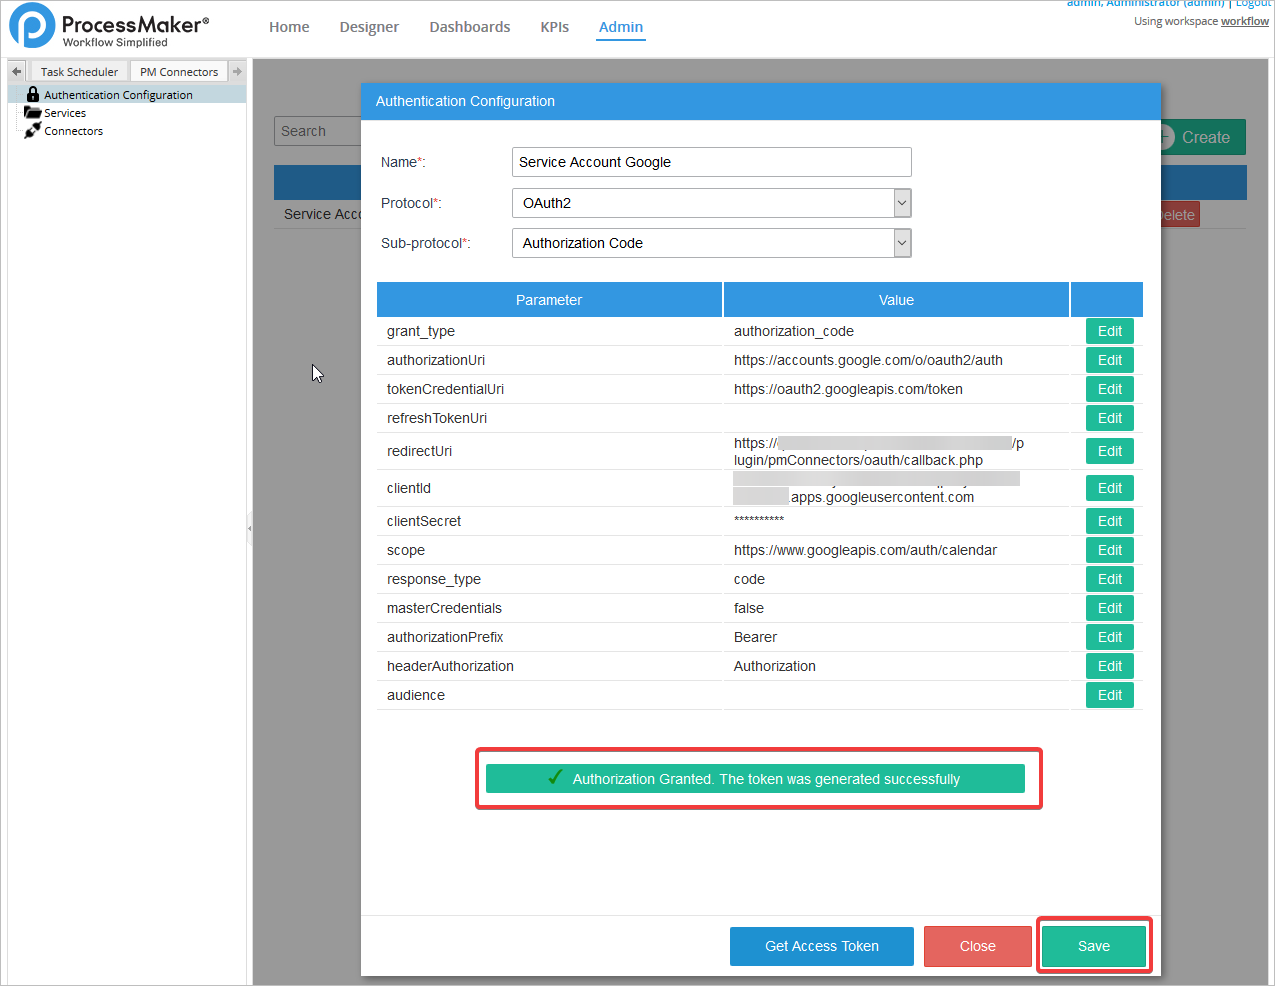 admin, Administrator (admin) | Logout
Using workspace workflow
ProcessMaker®
Workflow Simplified
Home Designer Dashboards KPIs Admin
Task Scheduler PM Connectors
Authentication Configuration
Services
Connectors
Search
Create
Service Acco
elete
Authentication Configuration
Name*: Service Account Google
Protocol*: OAuth2
Sub-protocol*: Authorization Code
Parameter Value
grant_type authorization_code Edit
authorizationUri https://accounts.google.com/o/oauth2/auth Edit
tokenCredentialUri https://oauth2.googleapis.com/token Edit
refreshTokenUri Edit
redirectUri https:// /p
lugin/pmConnectors/oauth/callback.php Edit
clientId .apps.googleusercontent.com Edit
clientSecret ********** Edit
scope https://www.googleapis.com/auth/calendar Edit
response_type code Edit
masterCredentials false Edit
authorizationPrefix Bearer Edit
headerAuthorization Authorization Edit
audience Edit
✓ Authorization Granted. The token was generated successfully
Get Access Token Close Save